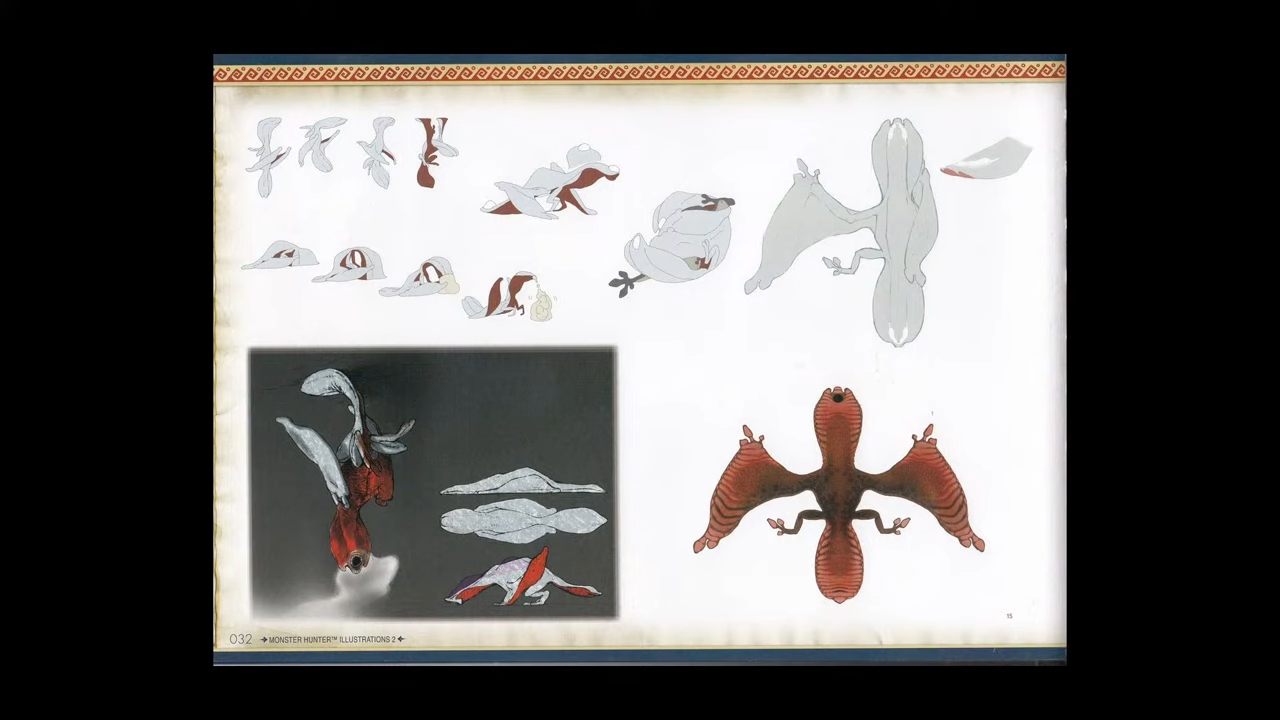 15
032 → MONSTER HUNTER™ ILLUSTRATIONS 2 ←